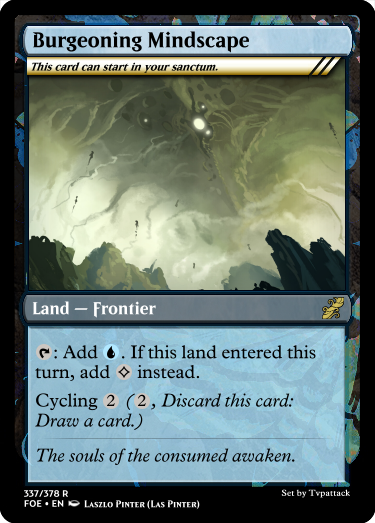 Burgeoning Mindscape
This card can start in your sanctum.
Land — Frontier
: Add . If this land entered this
turn, add instead.
Cycling 2 ( 2 , Discard this card:
Draw a card.)
The souls of the consumed awaken.
337/378 R
Set by Tvpattack
FOE • EN Laszlo Pinter (Las Pinter)